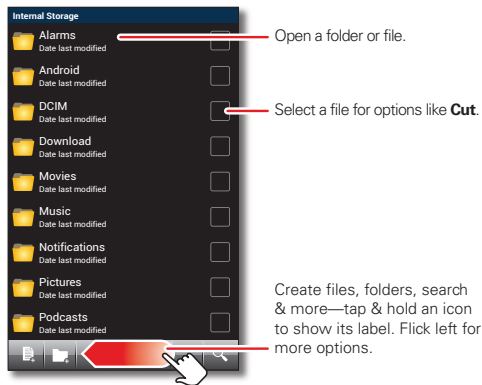 Internal Storage
Alarms
Date last modified
Open a folder or file.
Android
Date last modified
DCIM
Date last modified
Select a file for options like Cut.
Download
Date last modified
Movies
Date last modified
Music
Date last modified
Notifications
Date last modified
Pictures
Date last modified
Podcasts
Date last modified
Create files, folders, search
& more—tap & hold an icon
to show its label. Flick left for
more options.